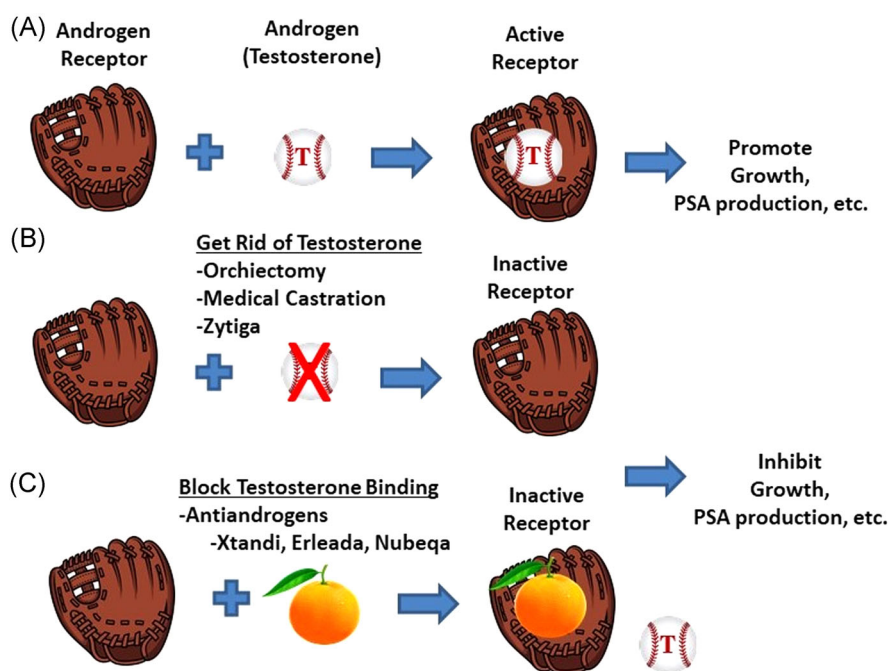 (A)
Androgen
Receptor
Androgen
(Testosterone)
Active
Receptor
T
T
Promote
Growth,
PSA production, etc.
(B)
Get Rid of Testosterone
-Orchiectomy
-Medical Castration
-Zytiga
Inactive
Receptor
(C)
Block Testosterone Binding
-Antiandrogens
-Xtandi, Erleada, Nubeqa
Inactive
Receptor
Inhibit
Growth,
PSA production, etc.
T